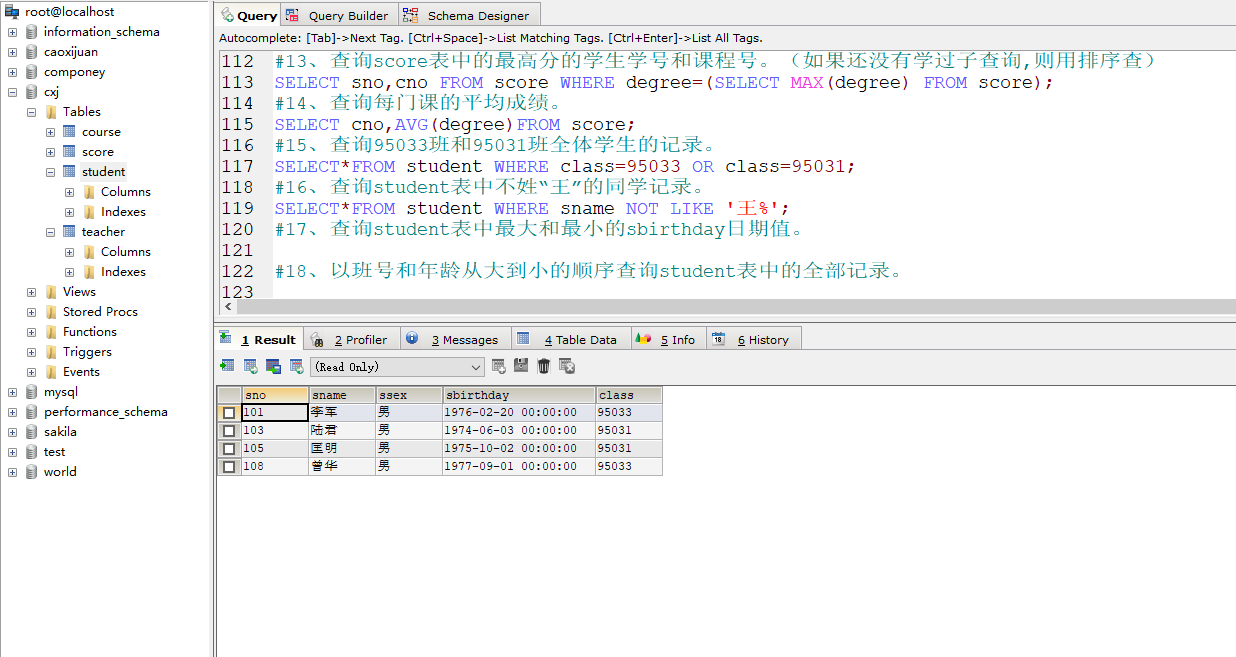 root@localhost
information_schema
caoxijuan
componey
cxj
Tables
course
score
student
Columns
Indexes
teacher
Columns
Indexes
Views
Stored Procs
Functions
Triggers
Events
mysql
performance_schema
sakila
test
world
Query Query Builder Schema Designer
Autocomplete: [Tab]->Next Tag. [Ctrl+Space]->List Matching Tags. [Ctrl+Enter]->List All Tags.
112 #13、查询score表中的最高分的学生学号和课程号。（如果还没有学过子查询,则用排序查）
113 SELECT sno,cno FROM score WHERE degree=(SELECT MAX(degree) FROM score);
114 #14、查询每门课的平均成绩。
115 SELECT cno,AVG(degree)FROM score;
116 #15、查询95033班和95031班全体学生的记录。
117 SELECT*FROM student WHERE class=95033 OR class=95031;
118 #16、查询student表中不姓“王”的同学记录。
119 SELECT*FROM student WHERE sname NOT LIKE '王%';
120 #17、查询student表中最大和最小的sbirthday日期值。
121
122 #18、以班号和年龄从大到小的顺序查询student表中的全部记录。
123
1 Result 2 Profiler 3 Messages 4 Table Data 5 Info 6 History
(Read Only)
sno sname ssex sbirthday class
101 李军 男 1976-02-20 00:00:00 95033
103 陆君 男 1974-06-03 00:00:00 95031
105 匡明 男 1975-10-02 00:00:00 95031
108 曾华 男 1977-09-01 00:00:00 95033